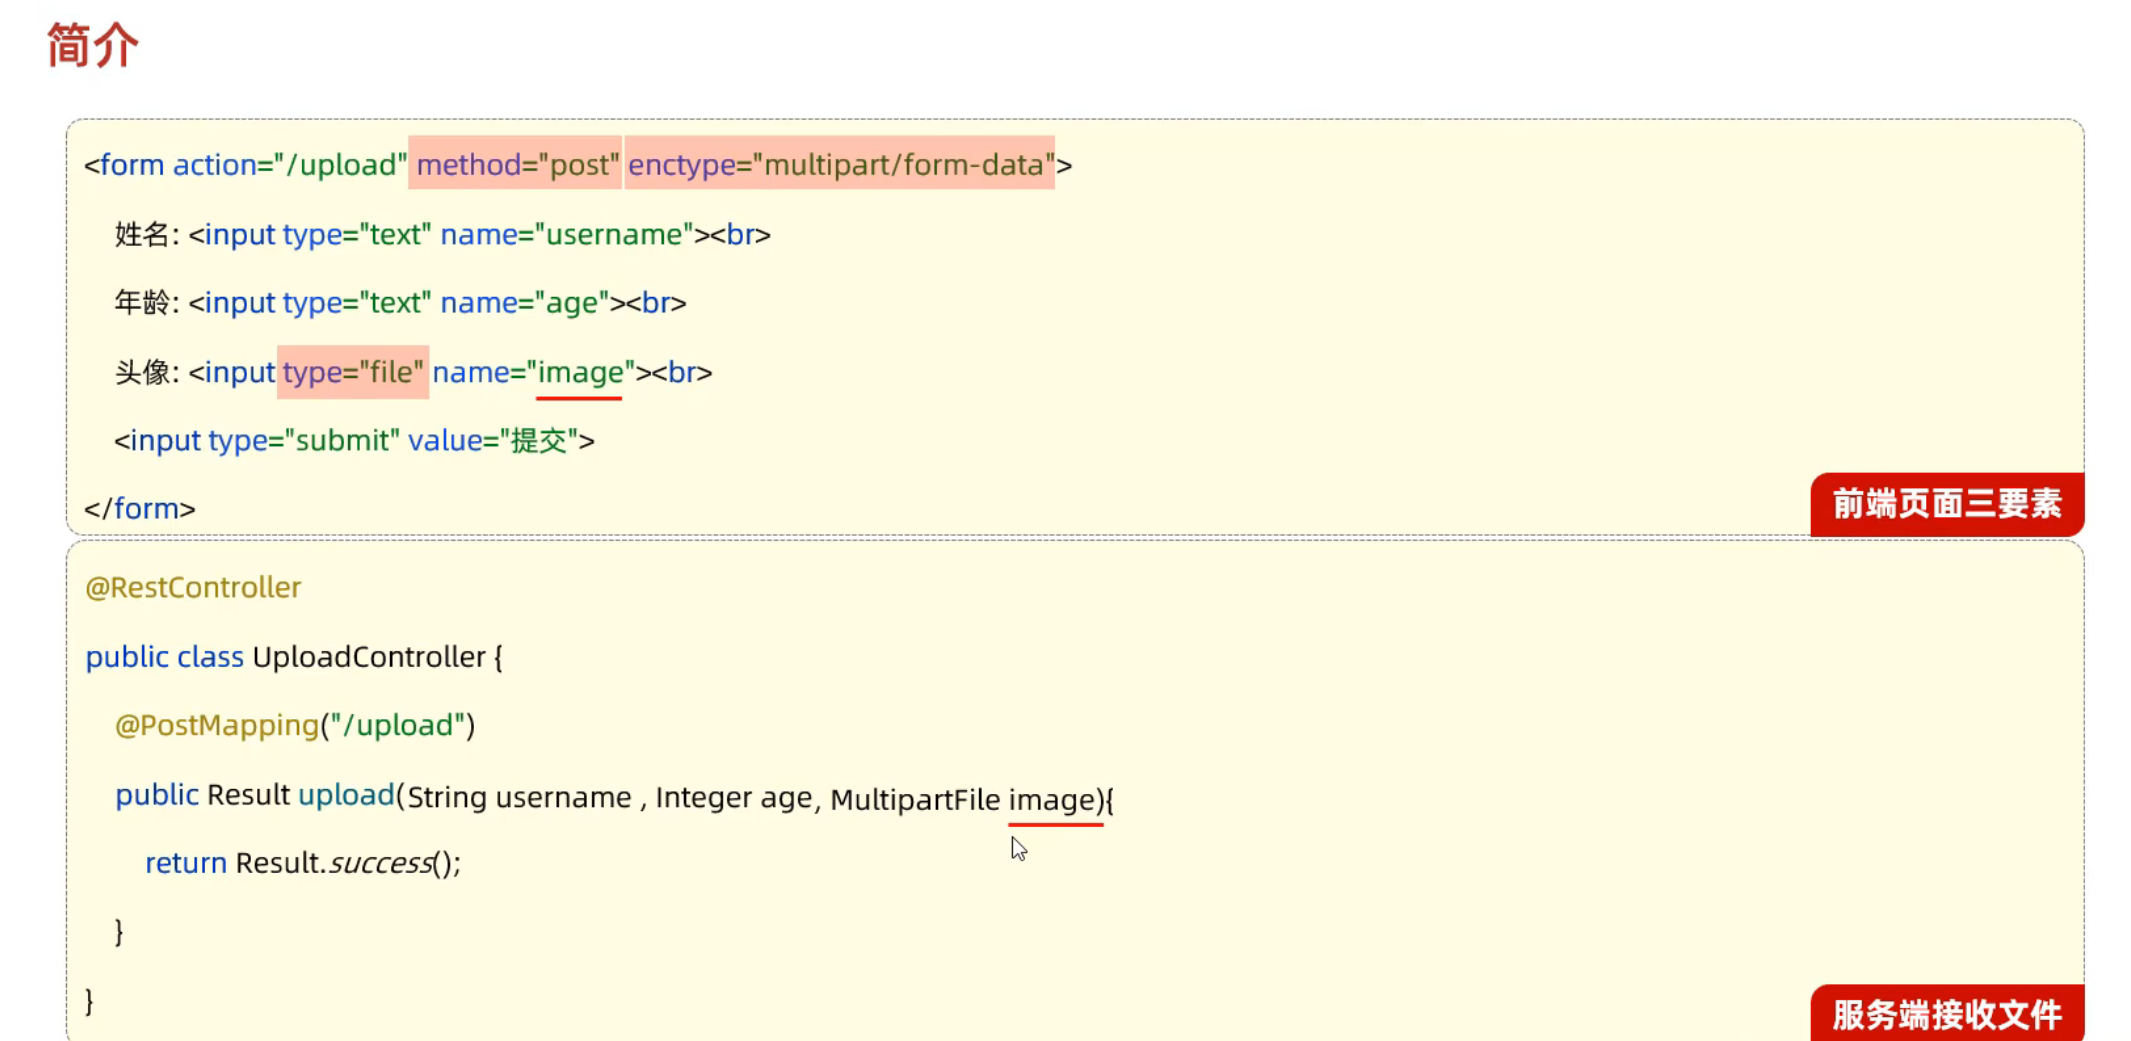 简介
<form action="/upload" method="post" enctype="multipart/form-data">
姓名: <input type="text" name="username"><br>
年龄: <input type="text" name="age"><br>
头像: <input type="file" name="image"><br>
<input type="submit" value="提交">
</form>
前端页面三要素
@RestController
public class UploadController {
@PostMapping("/upload")
public Result upload(String username , Integer age, MultipartFile image){
return Result.success();
}
}
服务端接收文件